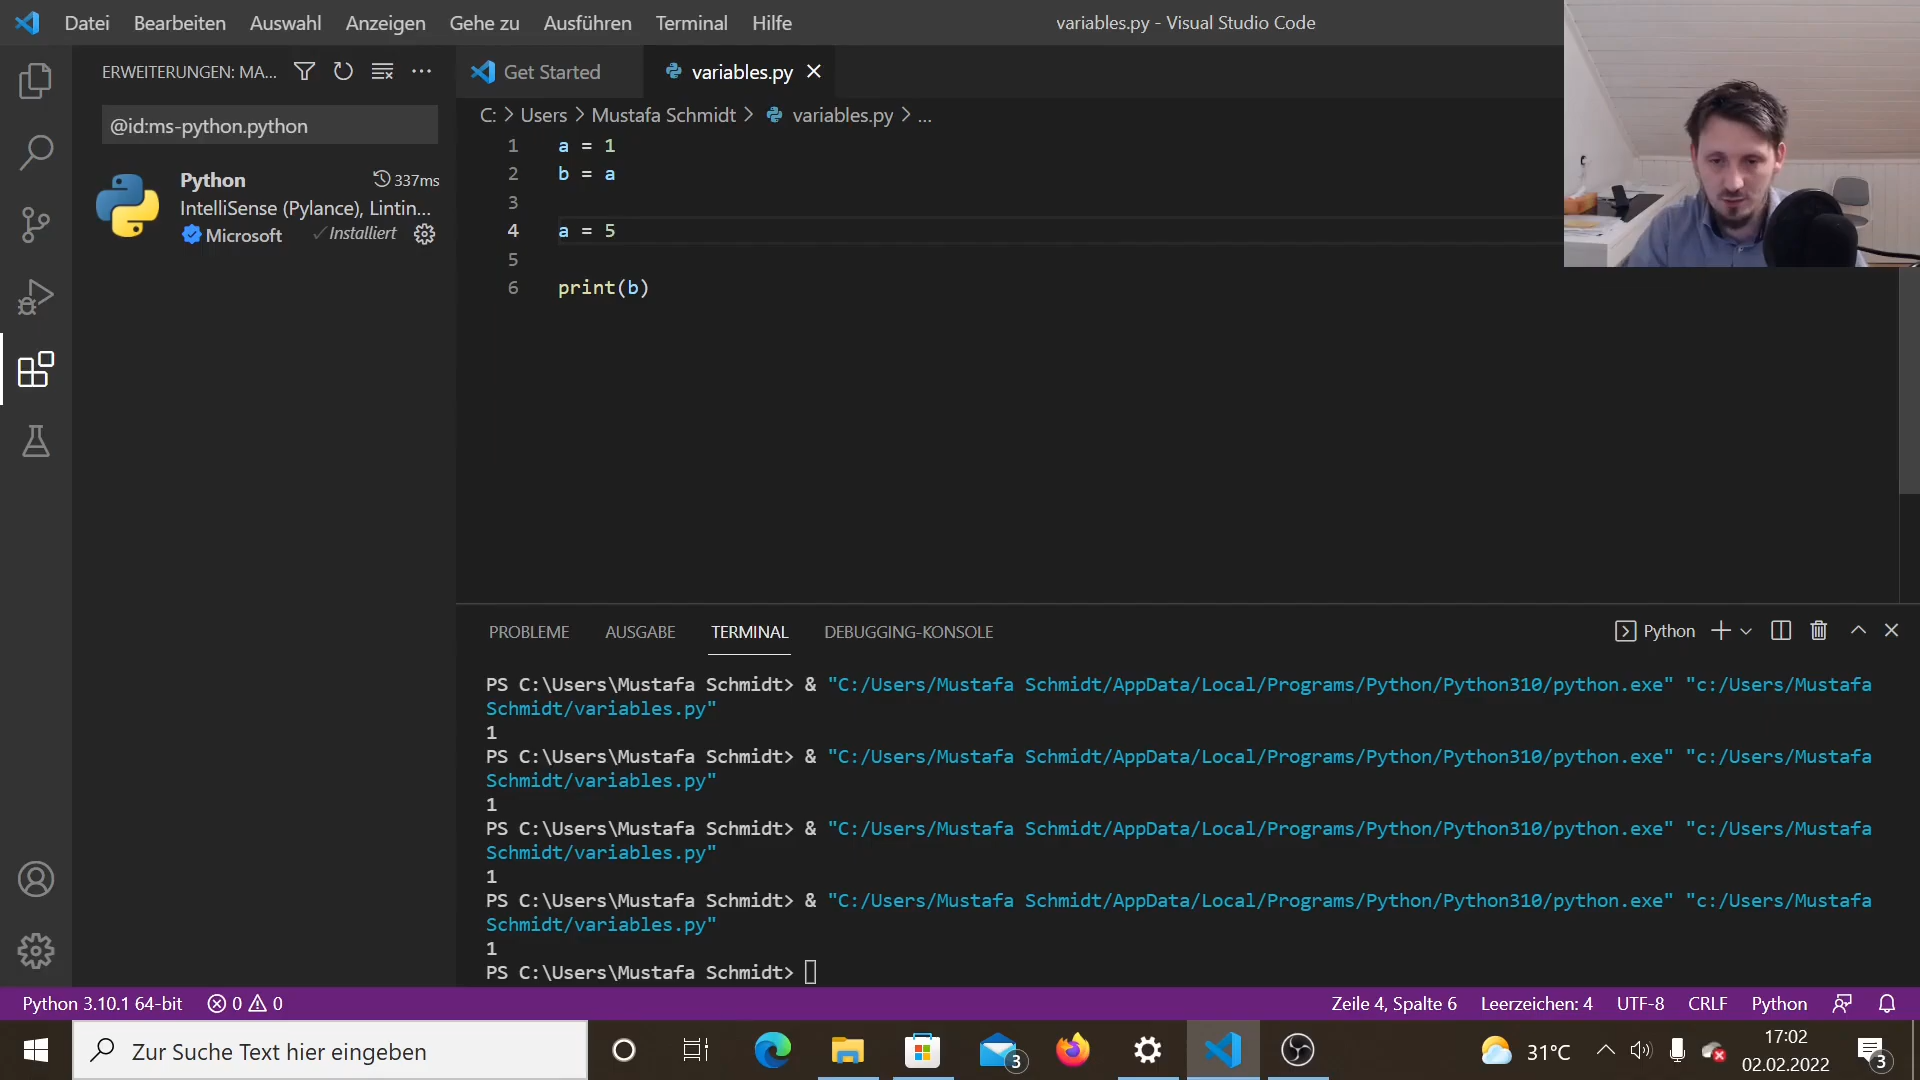 Datei Bearbeiten Auswahl Anzeigen Gehe zu Ausführen Terminal Hilfe
variables.py - Visual Studio Code
ERWEITERUNGEN: MA...
@id:ms-python.python
Python 337ms
IntelliSense (Pylance), Lintin...
Microsoft ✓Installiert
Get Started variables.py
C: > Users > Mustafa Schmidt > variables.py > ...
1 a = 1
2 b = a
3
4 a = 5
5
6 print(b)
PROBLEME AUSGABE TERMINAL DEBUGGING-KONSOLE
Python
PS C:\Users\Mustafa Schmidt> & "C:/Users/Mustafa Schmidt/AppData/Local/Programs/Python/Python310/python.exe" "c:/Users/Mustafa
Schmidt/variables.py"
1
PS C:\Users\Mustafa Schmidt> & "C:/Users/Mustafa Schmidt/AppData/Local/Programs/Python/Python310/python.exe" "c:/Users/Mustafa
Schmidt/variables.py"
1
PS C:\Users\Mustafa Schmidt> & "C:/Users/Mustafa Schmidt/AppData/Local/Programs/Python/Python310/python.exe" "c:/Users/Mustafa
Schmidt/variables.py"
1
PS C:\Users\Mustafa Schmidt> & "C:/Users/Mustafa Schmidt/AppData/Local/Programs/Python/Python310/python.exe" "c:/Users/Mustafa
Schmidt/variables.py"
1
PS C:\Users\Mustafa Schmidt>
Python 3.10.1 64-bit 0 0
Zeile 4, Spalte 6 Leerzeichen: 4 UTF-8 CRLF Python
Zur Suche Text hier eingeben
3
31°C
17:02
02.02.2022
3